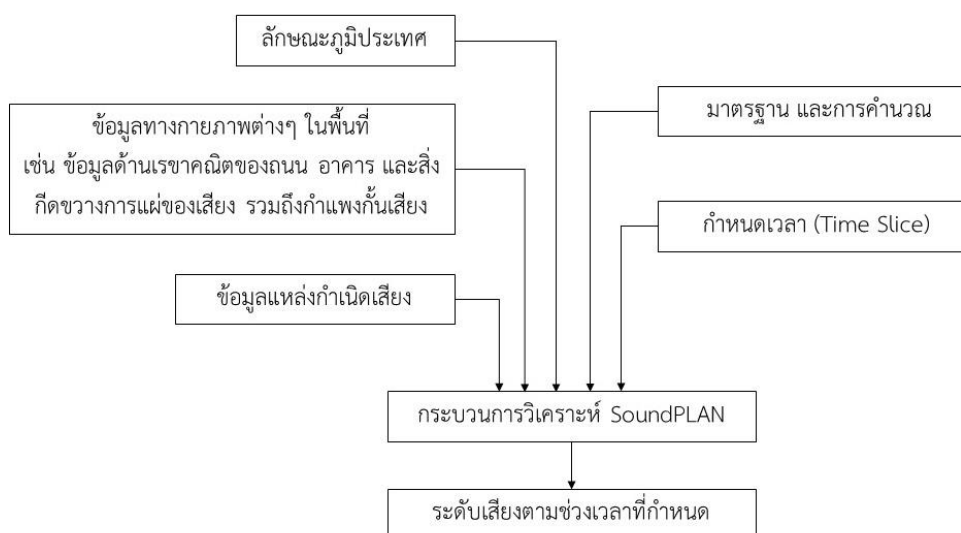 ลักษณะภูมิประเทศ
ข้อมูลทางกายภาพต่างๆ ในพื้นที่
เช่น ข้อมูลด้านเรขาคณิตของถนน อาคาร และสิ่ง
กีดขวางการแผ่ของเสียง รวมถึงกำแพงกั้นเสียง
ข้อมูลแหล่งกำเนิดเสียง
มาตรฐาน และการคำนวณ
กำหนดเวลา (Time Slice)
กระบวนการวิเคราะห์ SoundPLAN
ระดับเสียงตามช่วงเวลาที่กำหนด